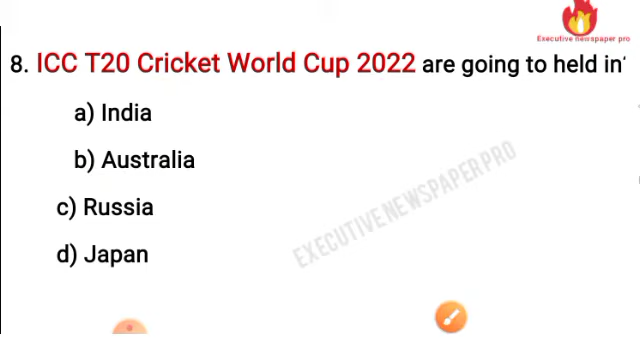 Executive newspaper pro
8. ICC T20 Cricket World Cup 2022 are going to held in'
a) India
b) Australia
EXECUTIVE NEWSPAPER PRO
c) Russia
d) Japan